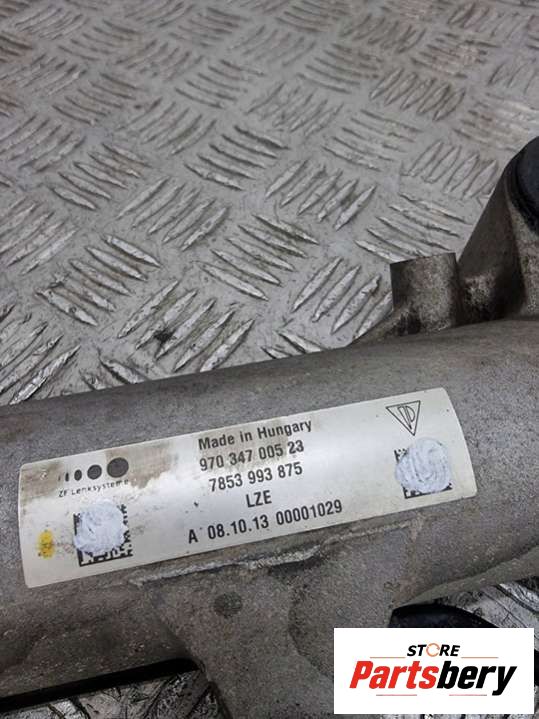 Made in Hungary
970 347 005 23
7853 993 875
LZE
A 08.10.13 00001029
ZF Lenksysteme
STORE
Partsbery